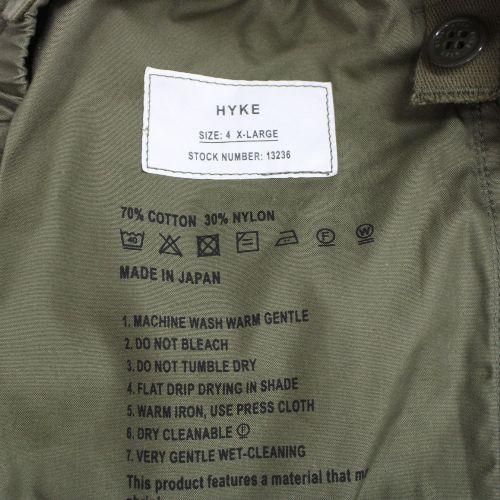 HYKE
SIZE: 4 X-LARGE
STOCK NUMBER: 13236
70% COTTON 30% NYLON
40 F W
MADE IN JAPAN
1. MACHINE WASH WARM GENTLE
2. DO NOT BLEACH
3. DO NOT TUMBLE DRY
4. FLAT DRIP DRYING IN SHADE
5. WARM IRON, USE PRESS CLOTH
6. DRY CLEANABLE Ⓕ
7. VERY GENTLE WET-CLEANING
This product features a material that